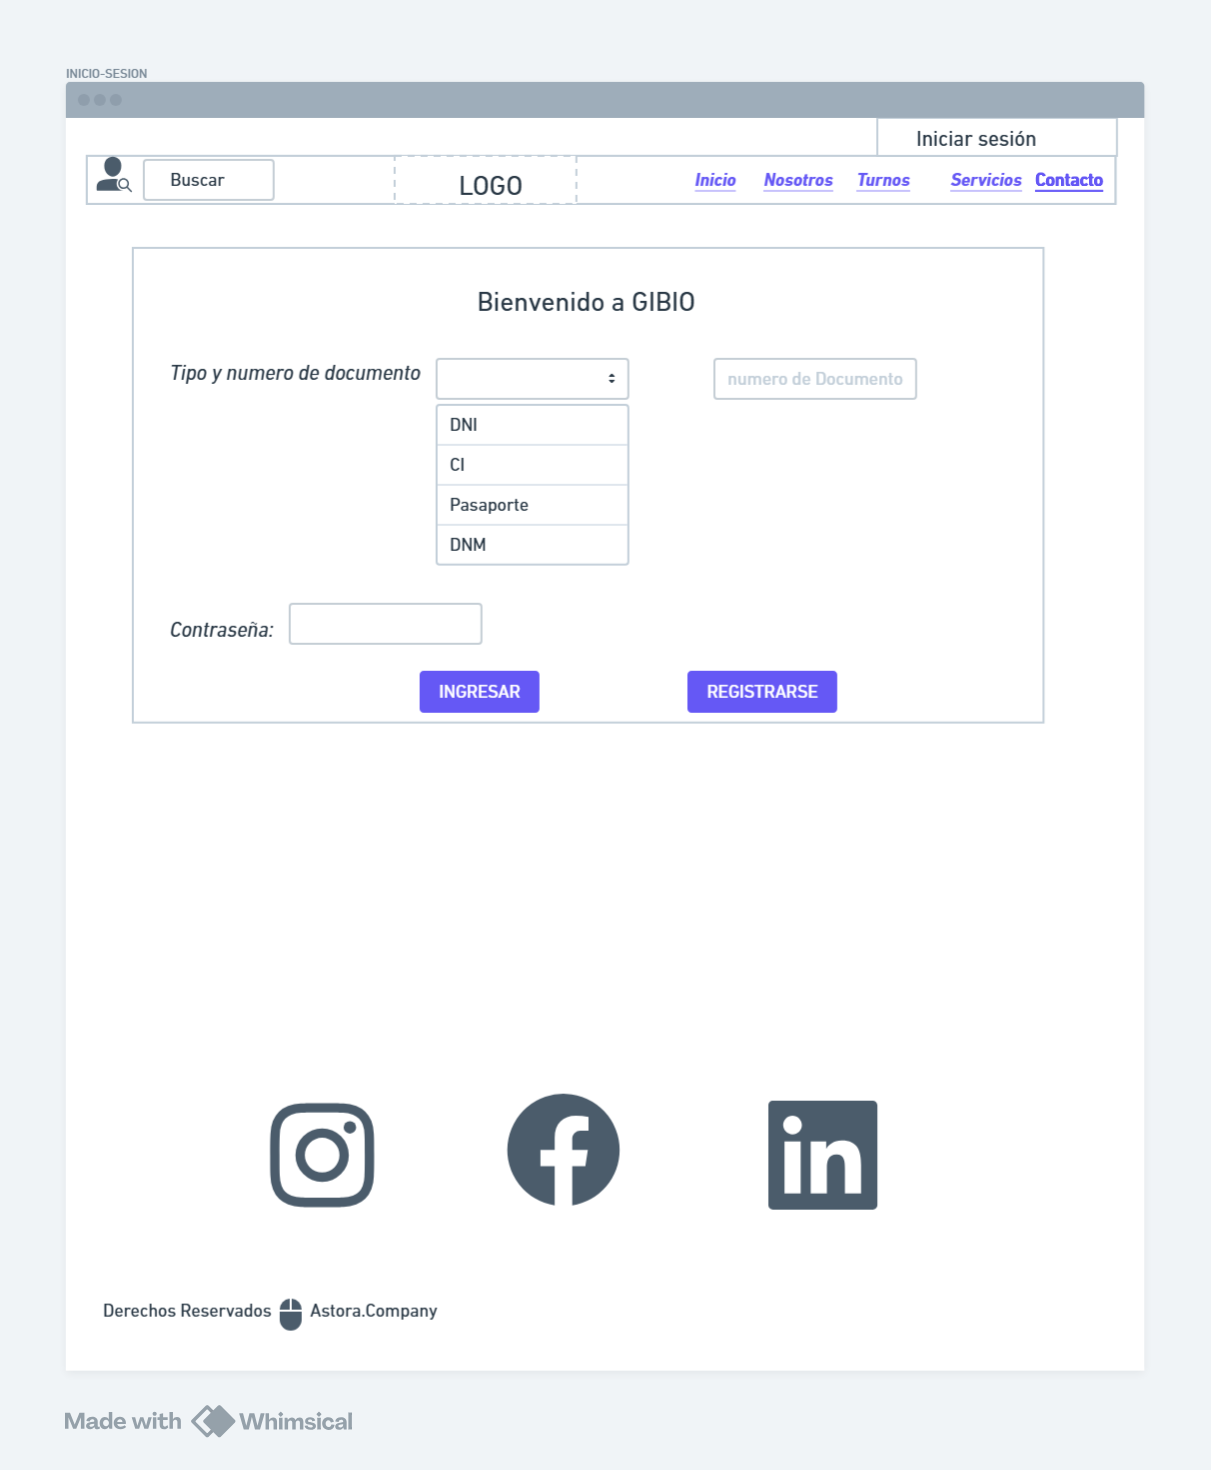 INICIO-SESION
Iniciar sesión
Buscar
LOGO
Inicio Nosotros Turnos Servicios Contacto
Bienvenido a GIBIO
Tipo y numero de documento
numero de Documento
DNI
CI
Pasaporte
DNM
Contraseña:
INGRESAR
REGISTRARSE
Derechos Reservados Astora.Company
Made with Whimsical